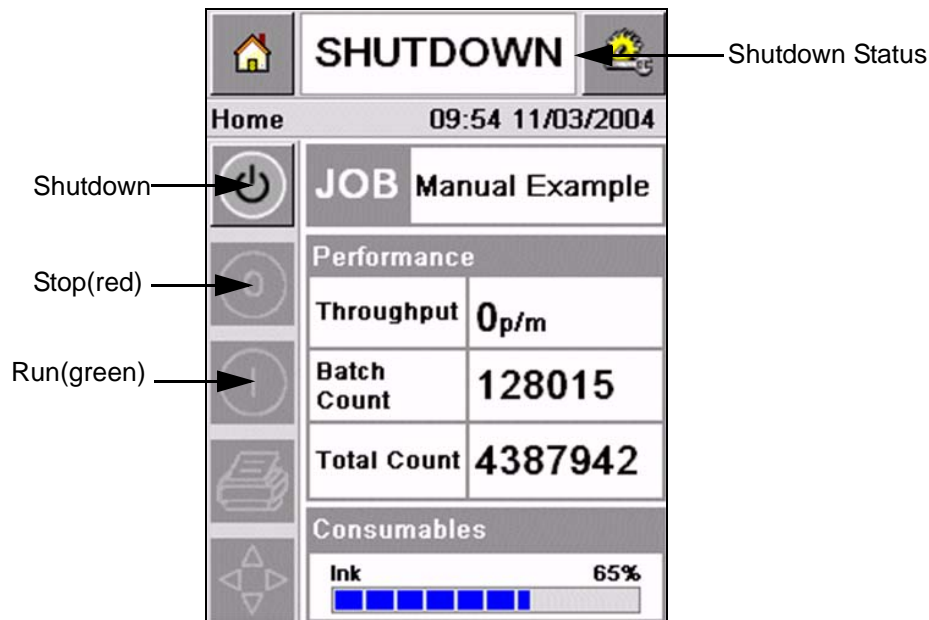 SHUTDOWN
Shutdown Status
Home 09:54 11/03/2004
Shutdown
JOB Manual Example
Stop(red)
Performance
Throughput 0p/m
Run(green)
Batch
Count 128015
Total Count 4387942
Consumables
Ink 65%